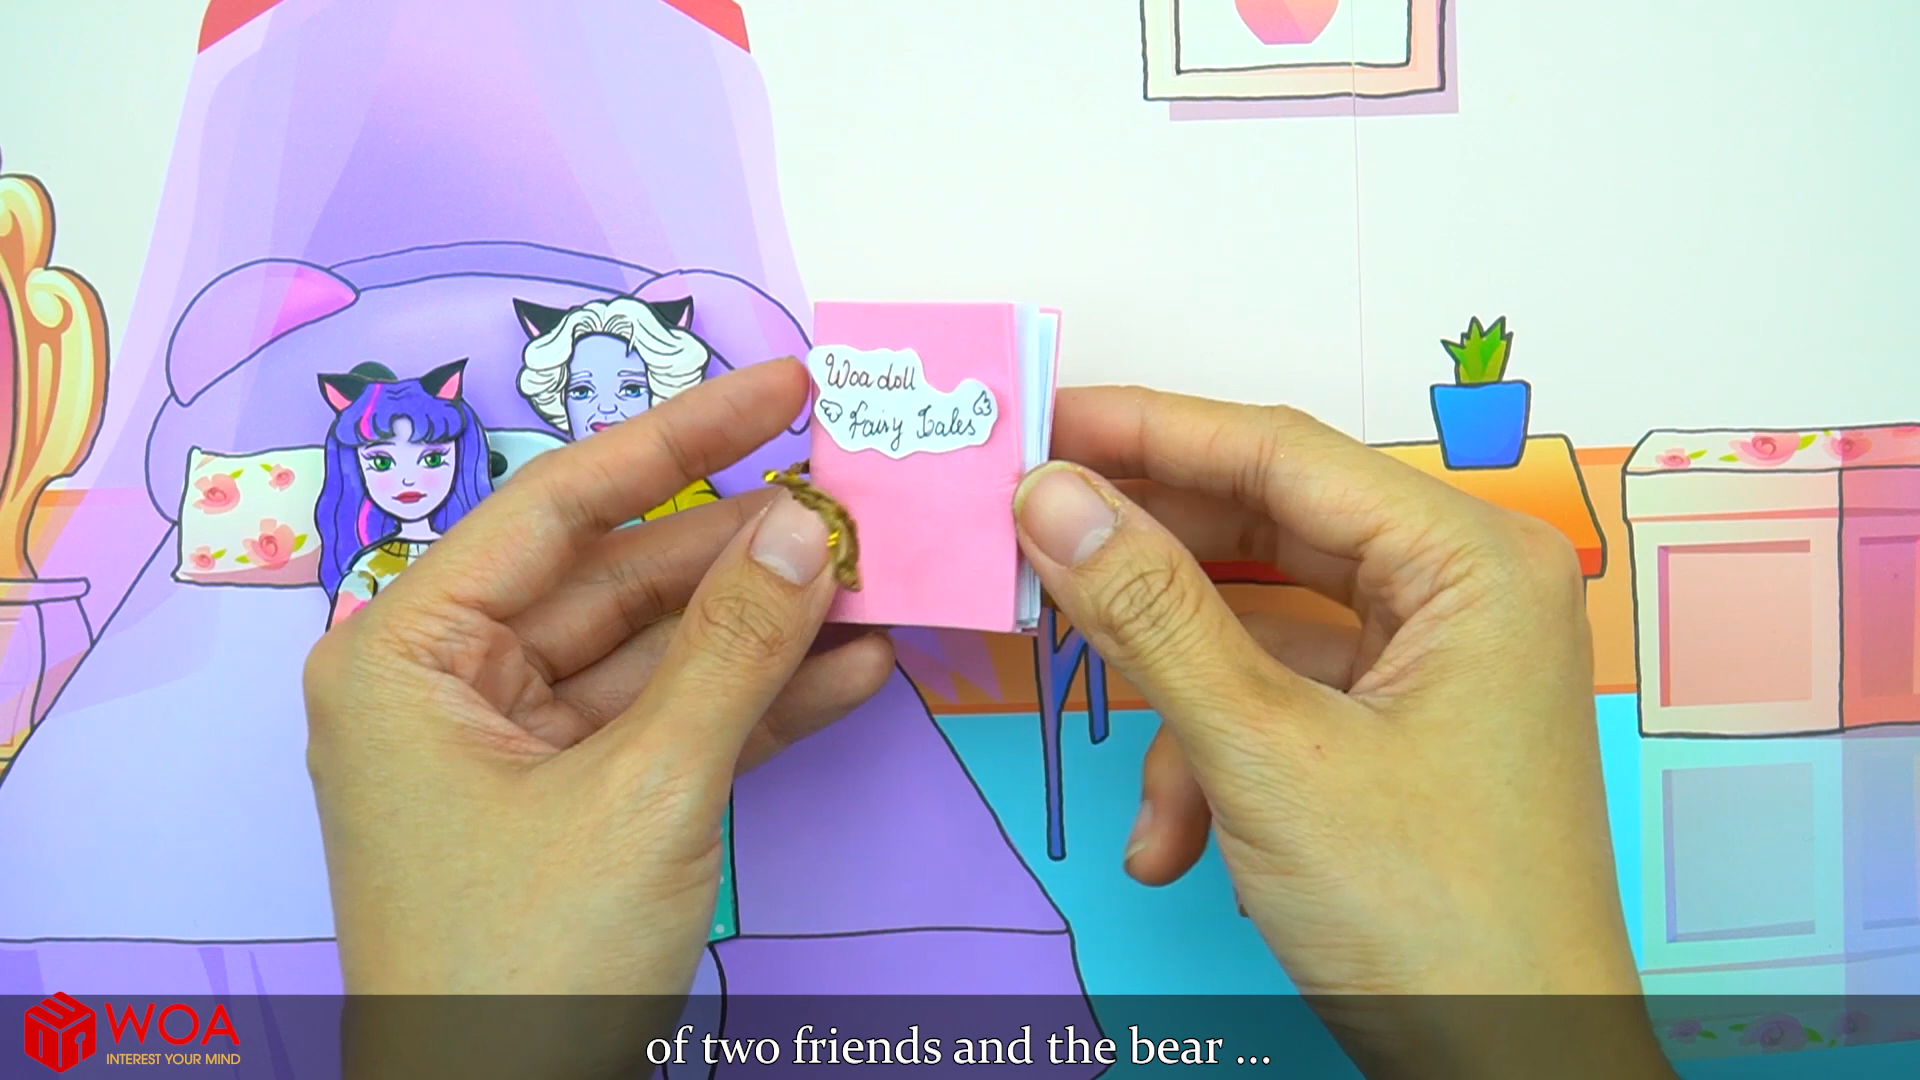 Woa doll
Fairy Tales
WOA
INTEREST YOUR MIND
of two friends and the bear ...